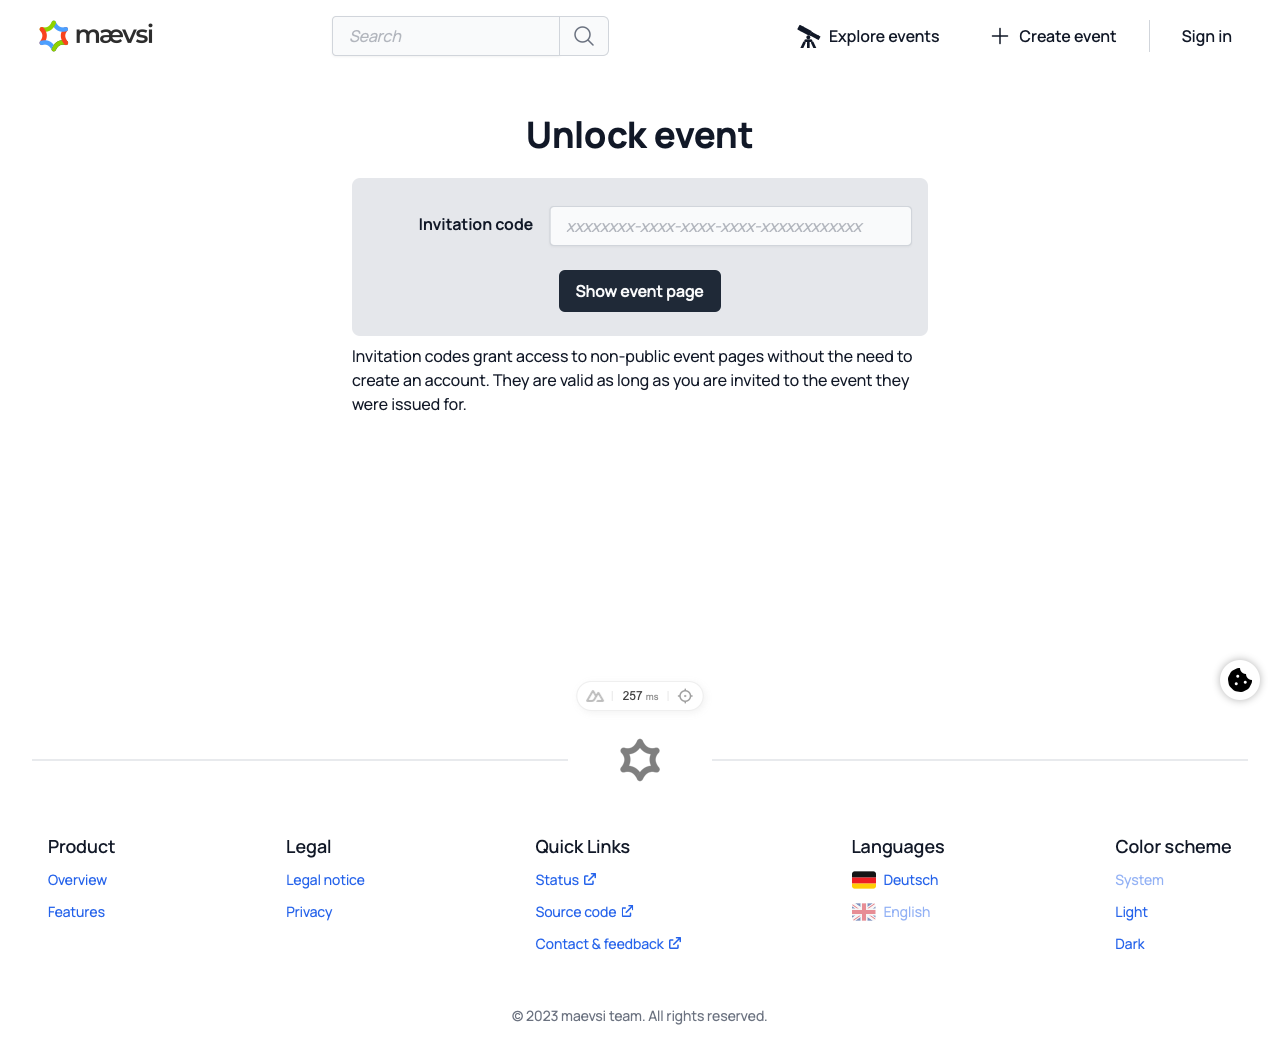 mævsi
Search
Explore events
Create event
Sign in
Unlock event
Invitation code
xxxxxxxx-xxxx-xxxx-xxxx-xxxxxxxxxxxx
Show event page
Invitation codes grant access to non-public event pages without the need to
create an account. They are valid as long as you are invited to the event they
were issued for.
257 ms
Product
Overview
Features
Legal
Legal notice
Privacy
Quick Links
Status
Source code
Contact & feedback
Languages
Deutsch
English
Color scheme
System
Light
Dark
© 2023 maevsi team. All rights reserved.